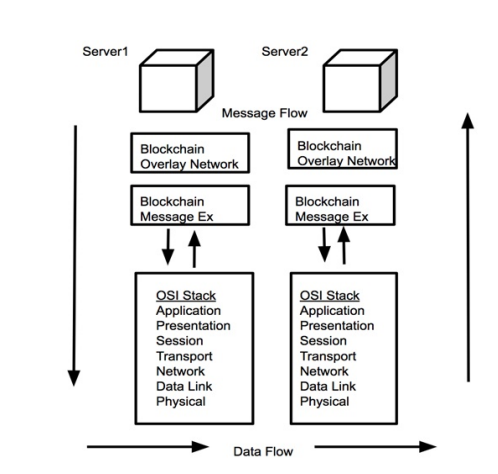 Server1
Server2
Message Flow
Blockchain
Overlay Network
Blockchain
Overlay Network
Blockchain
Message Ex
Blockchain
Message Ex
OSI Stack
Application
Presentation
Session
Transport
Network
Data Link
Physical
OSI Stack
Application
Presentation
Session
Transport
Network
Data Link
Physical
Data Flow